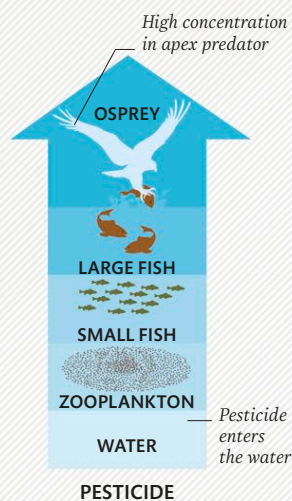 High concentration
in apex predator
OSPREY
LARGE FISH
SMALL FISH
ZOOPLANKTON
WATER
Pesticide
enters
the water
PESTICIDE